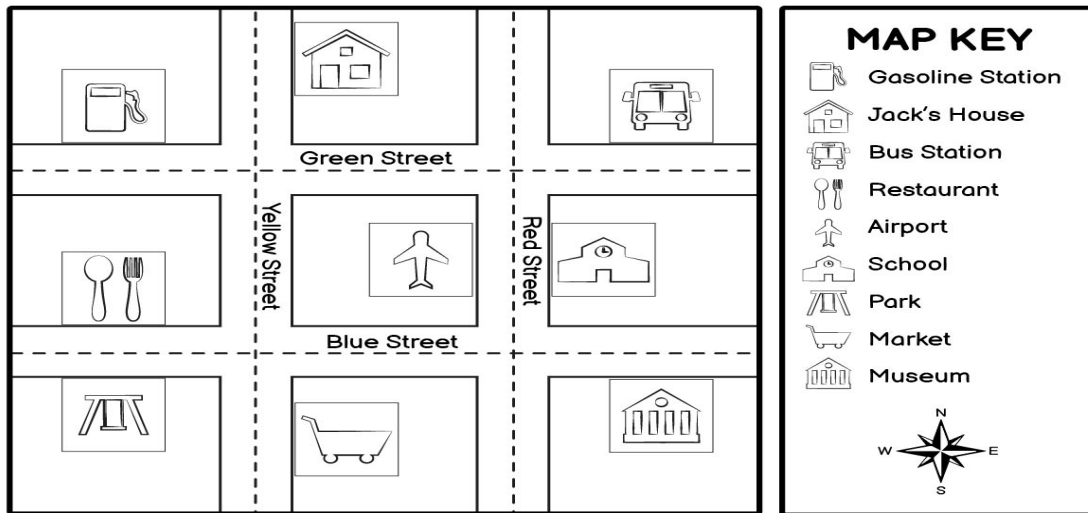 Green Street
Yellow Street
Red Street
Blue Street
MAP KEY
Gasoline Station
Jack's House
Bus Station
Restaurant
Airport
School
Park
Market
Museum
N
W E
S